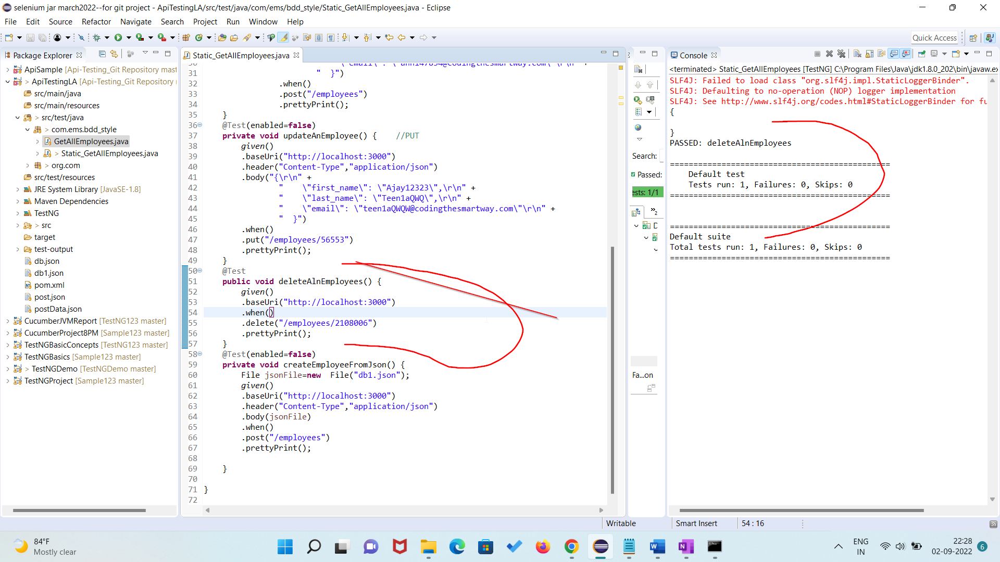 selenium jar march2022--for git project - ApiTestingLA/src/test/java/com/ems/bdd_style/Static_GetAllEmployees.java - Eclipse
File Edit Source Refactor Navigate Search Project Run Window Help
Quick Access
Package Explorer
ApiSample [Api-Testing_Git Repository mast
> ApiTestingLA [Api-Testing_Git Repository
src/main/java
src/main/resources
> src/test/java
> com.ems.bdd_style
GetAllEmployees.java
> Static_GetAllEmployees.java
> org.com
src/test/resources
JRE System Library [JavaSE-1.8]
Maven Dependencies
TestNG
> src
target
test-output
db.json
db1.json
pom.xml
post.json
postData.json
CucumberJVMReport [TestNG123 master]
CucumberProject8PM [Sample123 master]
TestNGBasicConcepts [TestNG123 master]
TestNGBasics [Sample123 master]
> TestNGDemo [TestNGDemo master]
TestNGProject [Sample123 master]
Static_GetAllEmployees.java
31 "  }")
32 .when()
33 .post("/employees")
34 .prettyPrint();
35 }
36 @Test(enabled=false)
37 private void updateAnEmployee() {    //PUT
38 given()
39 .baseUri("http://localhost:3000")
40 .header("Content-Type","application/json")
41 .body("{\r\n" +
42 "    \"first_name\": \"Ajay12323\",\r\n" +
43 "    \"last_name\": \"Teen1aQWQ\",\r\n" +
44 "    \"email\": \"teen1aQWQW@codingthesmartway.com\"\r\n" +
45 "  }")
46 .when()
47 .put("/employees/56553")
48 .prettyPrint();
49 }
50 @Test
51 public void deleteAlnEmployees() {
52 given()
53 .baseUri("http://localhost:3000")
54 .when()
55 .delete("/employees/2108006")
56 .prettyPrint();
57 }
58 @Test(enabled=false)
59 private void createEmployeeFromJson() {
60 File jsonFile=new  File("db1.json");
61 given()
62 .baseUri("http://localhost:3000")
63 .header("Content-Type","application/json")
64 .body(jsonFile)
65 .when()
66 .post("/employees")
67 .prettyPrint();
68
69 }
70
71 }
72
Search:
Passed:
ests: 1/1
Fa...on
Console
<terminated> Static_GetAllEmployees [TestNG] C:\Program Files\Java\jdk1.8.0_202\bin\javaw.ex
SLF4J: Failed to load class "org.slf4j.impl.StaticLoggerBinder".
SLF4J: Defaulting to no-operation (NOP) logger implementation
SLF4J: See http://www.slf4j.org/codes.html#StaticLoggerBinder for fu
{
}
PASSED: deleteAlnEmployees
===============================================
Default test
Tests run: 1, Failures: 0, Skips: 0
===============================================
===============================================
Default suite
Total tests run: 1, Failures: 0, Skips: 0
===============================================
Writable Smart Insert 54 : 16
84°F
Mostly clear
ENG
IN
22:28
02-09-2022
6